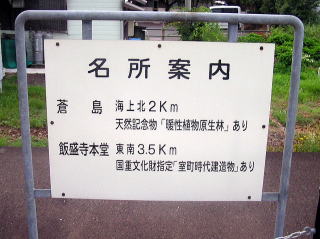 名所案内
蒼島 海上北2Km
天然記念物「暖性植物原生林」あり
飯盛寺本堂 東南3.5Km
国重文化財指定「室町時代建造物」あり